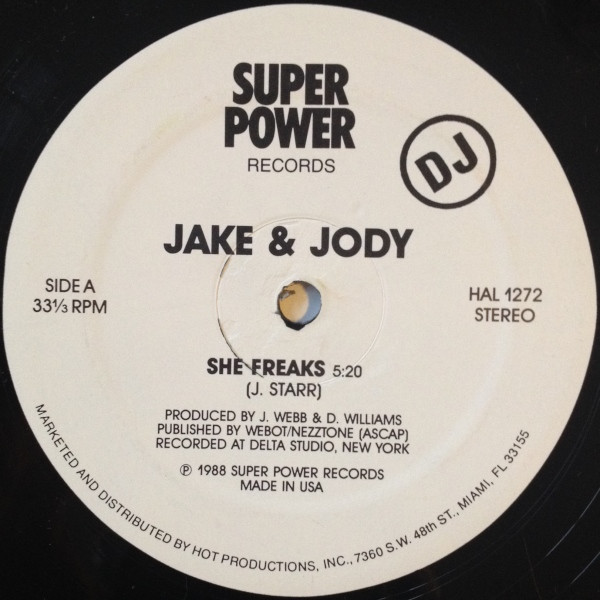 SUPER
POWER
RECORDS
DJ
JAKE & JODY
SIDE A
33⅓ RPM
HAL 1272
STEREO
SHE FREAKS 5:20
(J. STARR)
PRODUCED BY J. WEBB & D. WILLIAMS
PUBLISHED BY WEBOT/NEZZTONE (ASCAP)
RECORDED AT DELTA STUDIO, NEW YORK
℗ 1988 SUPER POWER RECORDS
MADE IN USA
MARKETED AND DISTRIBUTED BY HOT PRODUCTIONS, INC., 7360 S.W. 48th ST., MIAMI, FL 33155